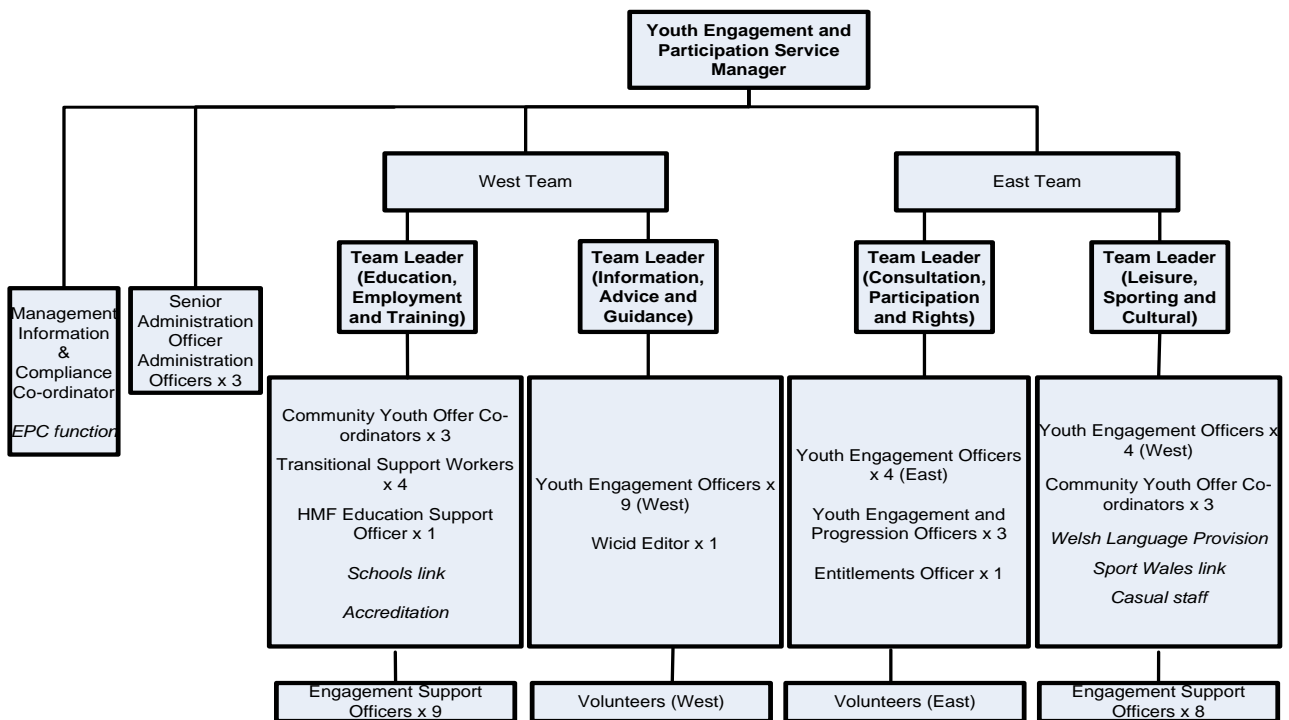 Youth Engagement and
Participation Service
Manager
West Team
East Team
Management
Information
&
Compliance
Co-ordinator
EPC function
Senior
Administration
Officer
Administration
Officers x 3
Team Leader
(Education,
Employment
and Training)
Team Leader
(Information,
Advice and
Guidance)
Team Leader
(Consultation,
Participation
and Rights)
Team Leader
(Leisure,
Sporting and
Cultural)
Community Youth Offer Co-
ordinators x 3
Transitional Support Workers
x 4
HMF Education Support
Officer x 1
Schools link
Accreditation
Youth Engagement Officers x
9 (West)
Wicid Editor x 1
Youth Engagement Officers
x 4 (East)
Youth Engagement and
Progression Officers x 3
Entitlements Officer x 1
Youth Engagement Officers x
4 (West)
Community Youth Offer Co-
ordinators x 3
Welsh Language Provision
Sport Wales link
Casual staff
Engagement Support
Officers x 9
Volunteers (West)
Volunteers (East)
Engagement Support
Officers x 8